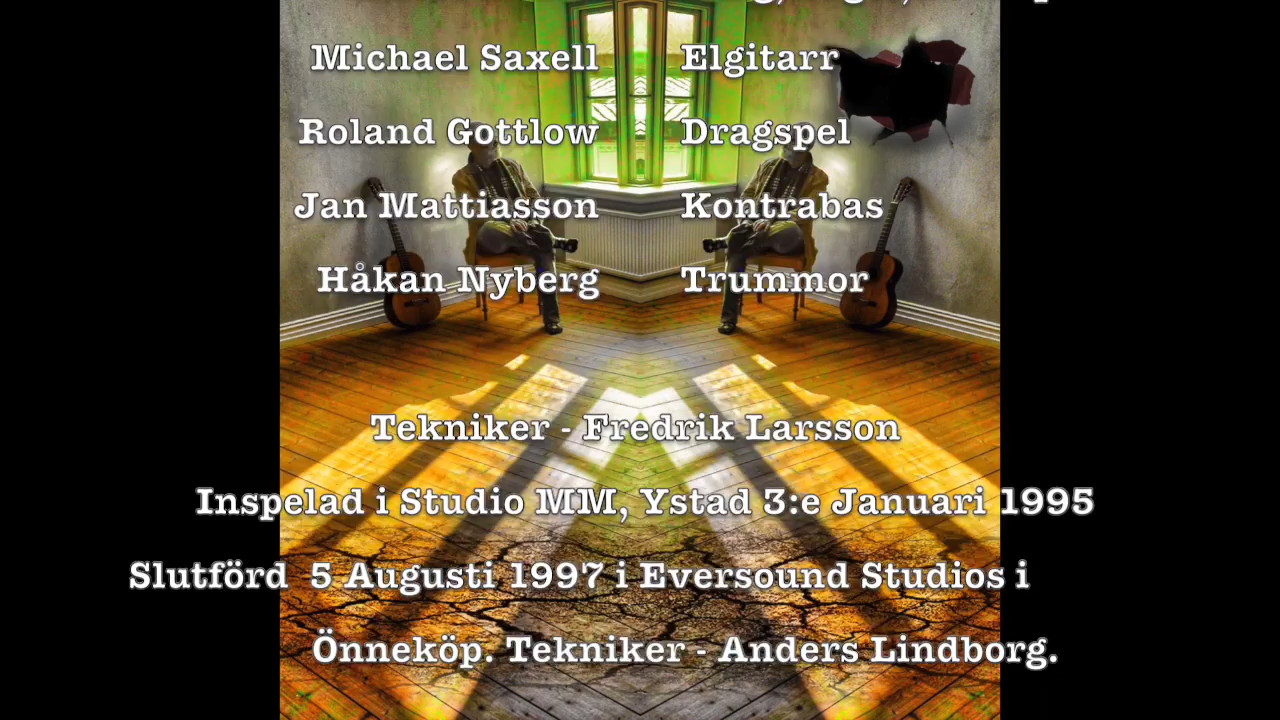 Michael Saxell Elgitarr
Roland Gottlow Dragspel
Jan Mattiasson Kontrabas
Håkan Nyberg Trummor
Tekniker - Fredrik Larsson
Inspelad i Studio MM, Ystad 3:e Januari 1995
Slutförd 5 Augusti 1997 i Eversound Studios i
Önneköp. Tekniker - Anders Lindborg.